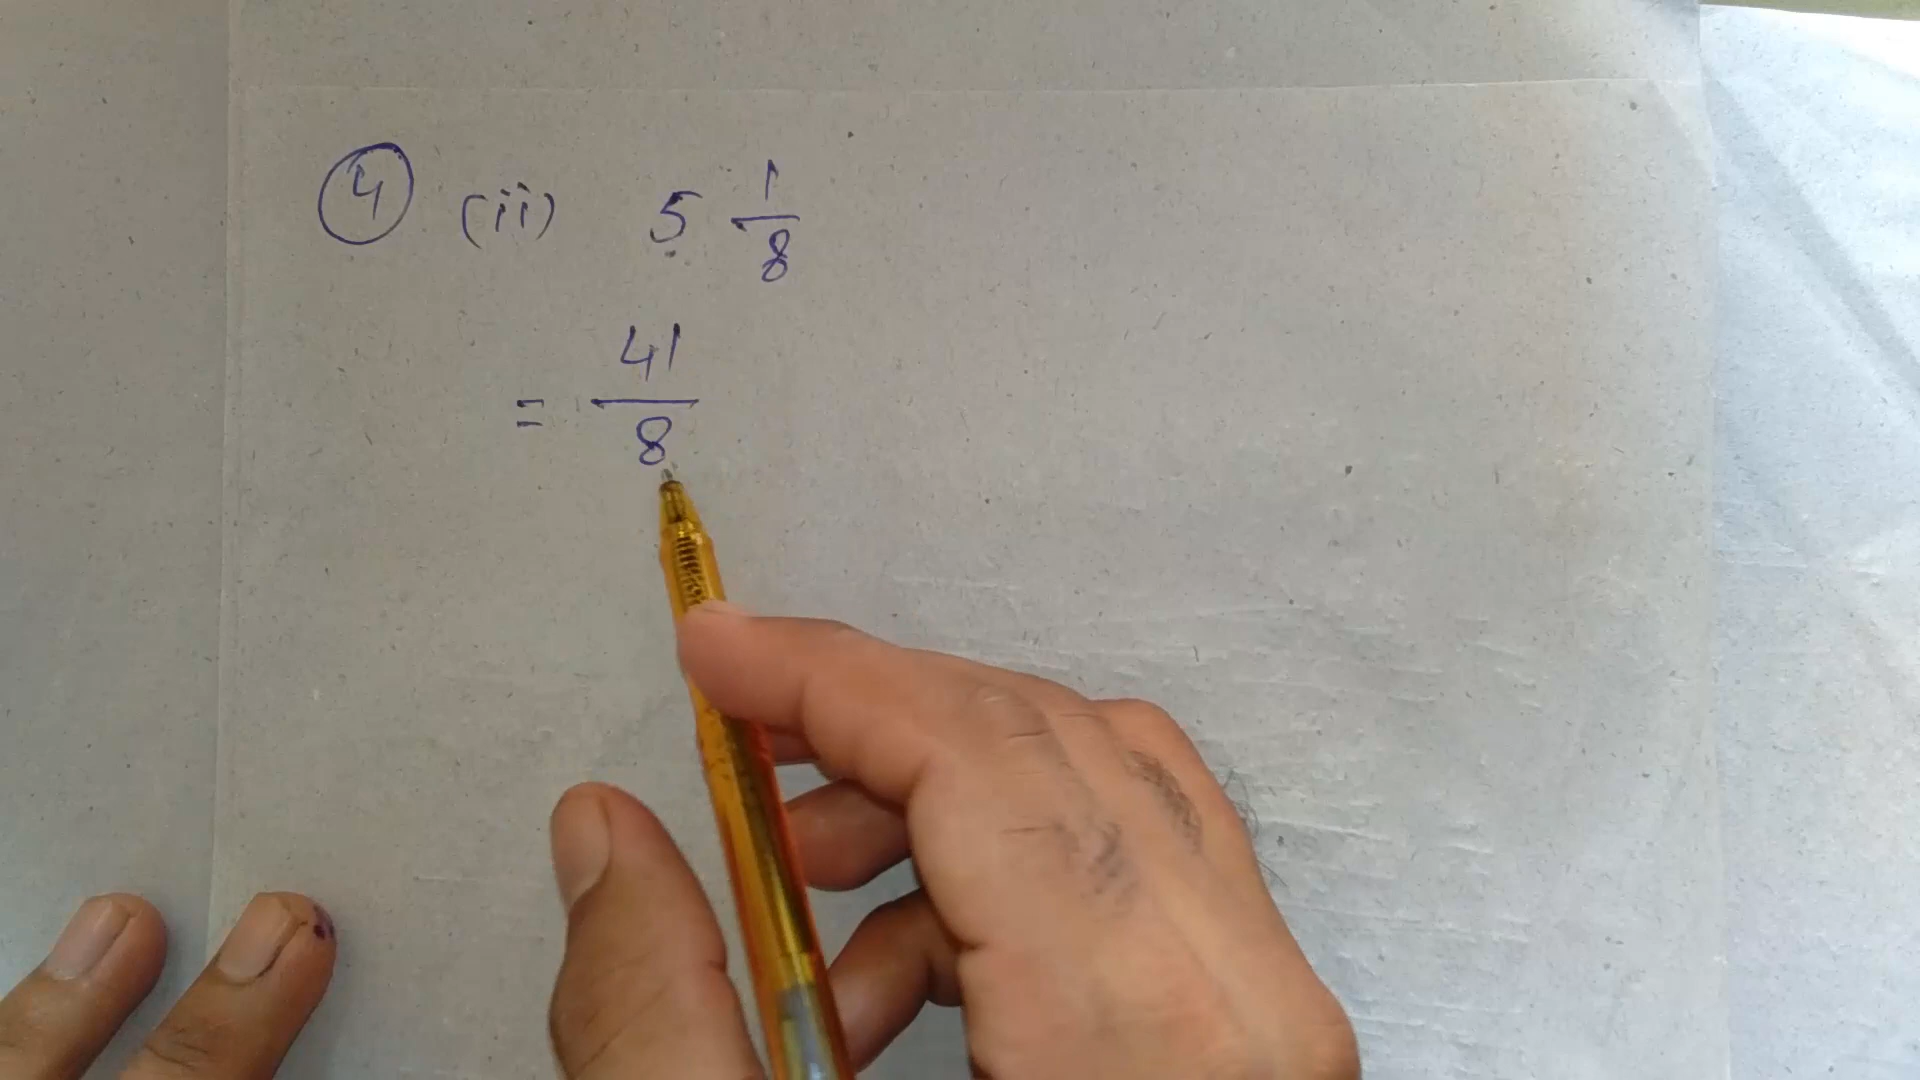 ④ (ii) 5 1/8
= 41/8